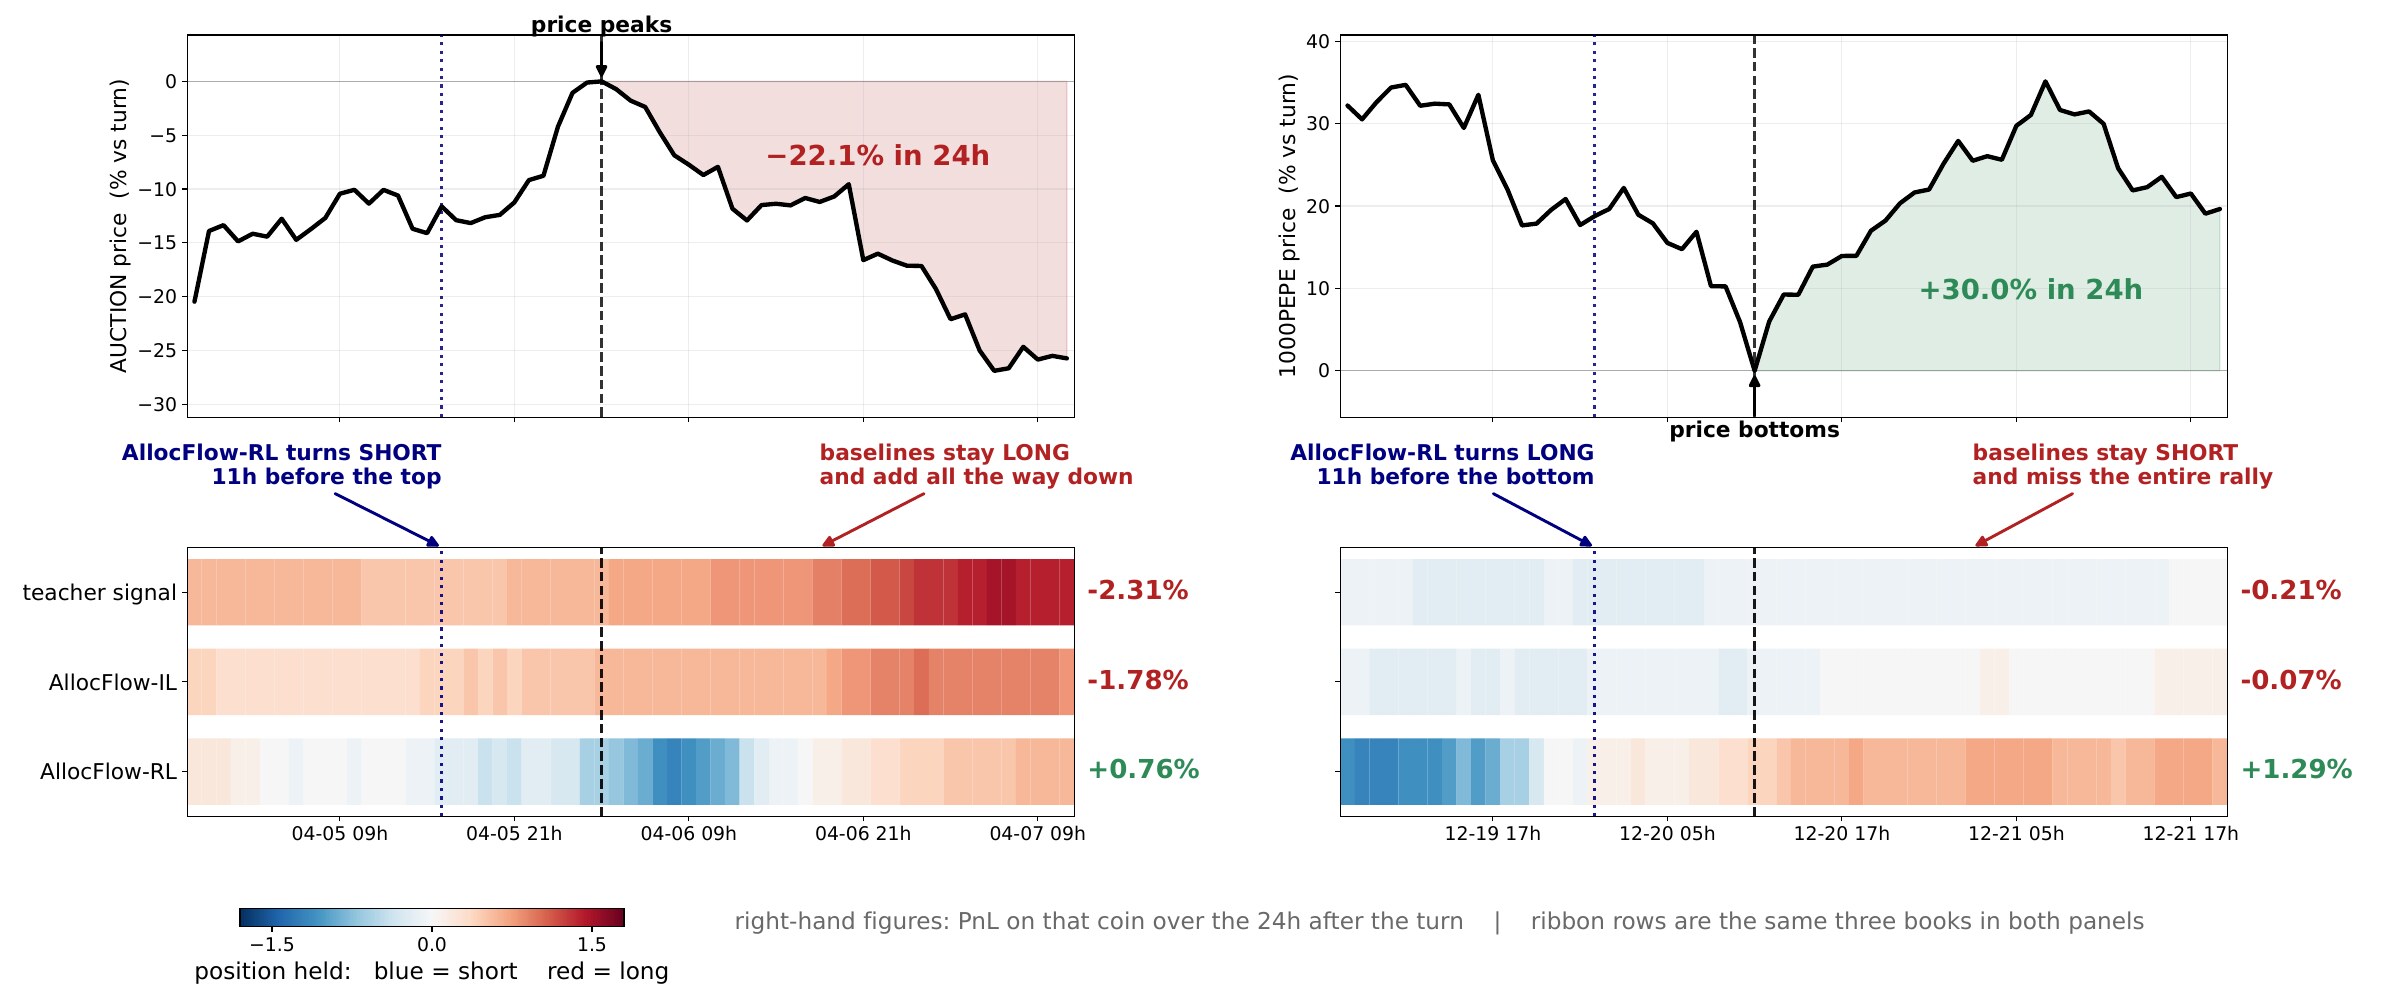 price peaks
AUCTION price (% vs turn)
0
−5
−10
−15
−20
−25
−30
−22.1% in 24h
1000PEPE price (% vs turn)
40
30
20
10
0
+30.0% in 24h
price bottoms
AllocFlow-RL turns SHORT
11h before the top
baselines stay LONG
and add all the way down
AllocFlow-RL turns LONG
11h before the bottom
baselines stay SHORT
and miss the entire rally
teacher signal
-2.31%
-0.21%
AllocFlow-IL
-1.78%
-0.07%
AllocFlow-RL
+0.76%
+1.29%
04-05 09h
04-05 21h
04-06 09h
04-06 21h
04-07 09h
12-19 17h
12-20 05h
12-20 17h
12-21 05h
12-21 17h
−1.5
0.0
1.5
position held: blue = short red = long
right-hand figures: PnL on that coin over the 24h after the turn | ribbon rows are the same three books in both panels